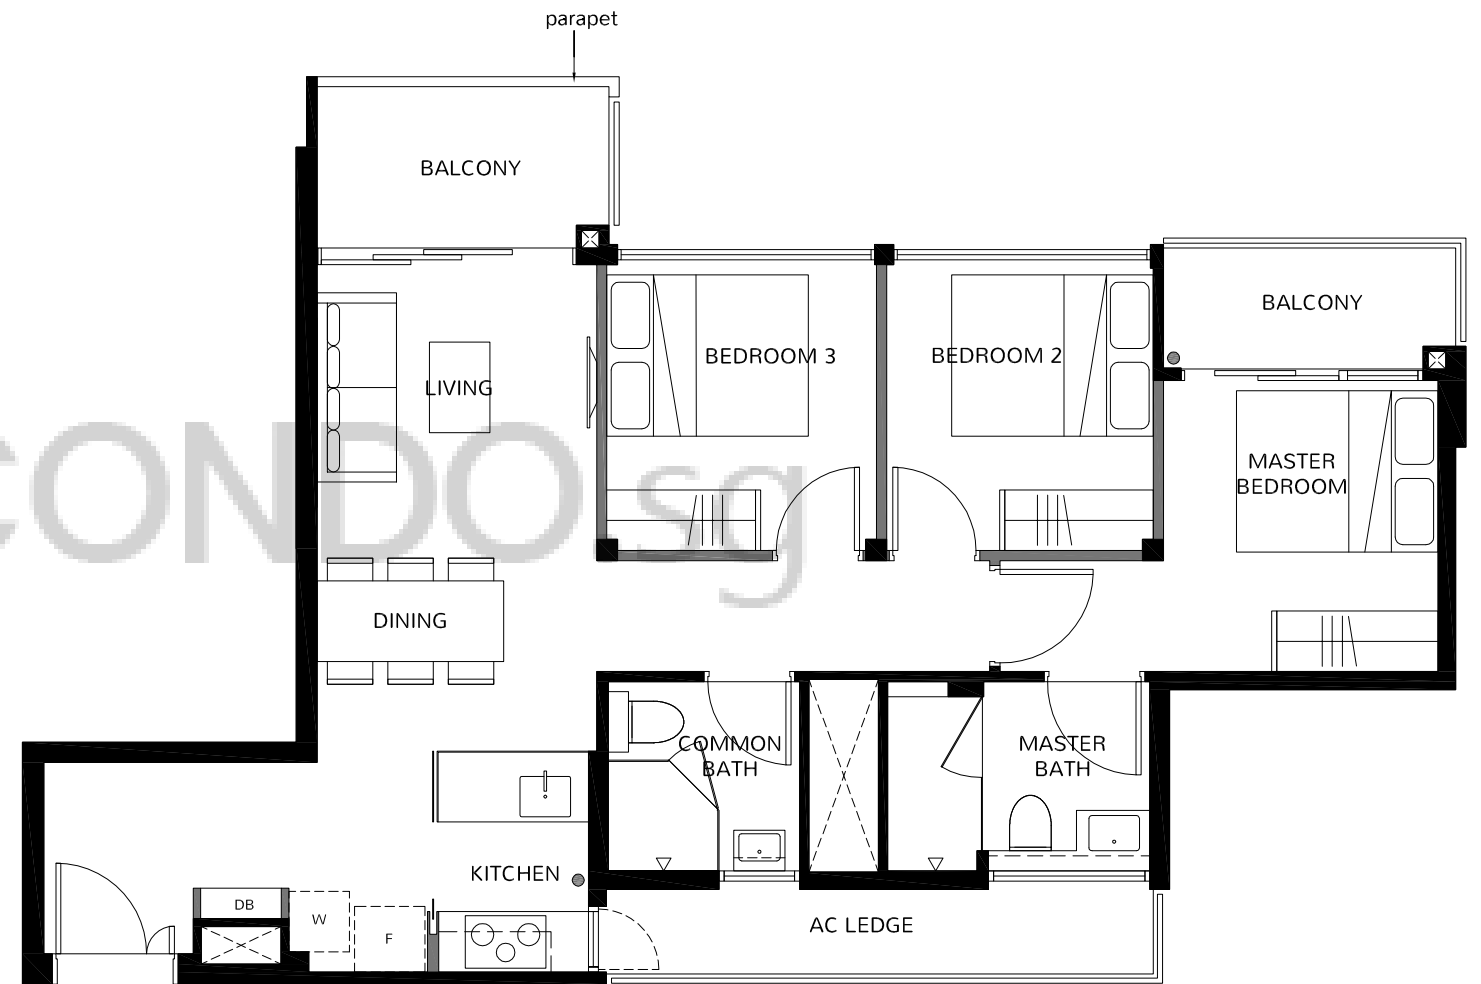 parapet
BALCONY
BALCONY
BEDROOM 3
BEDROOM 2
LIVING
MASTER
BEDROOM
CONDO.sg
DINING
COMMON
BATH
MASTER
BATH
KITCHEN
DB
W
F
AC LEDGE